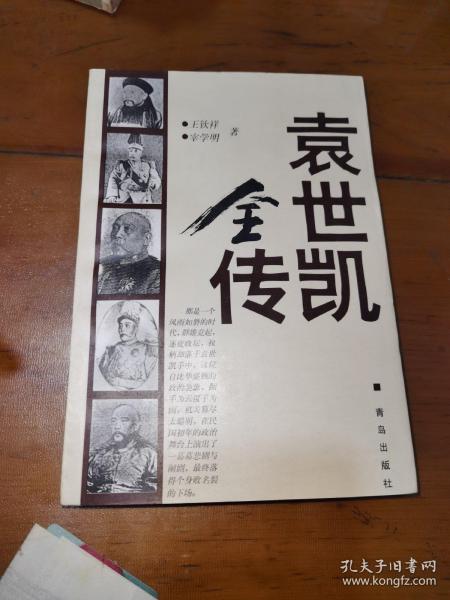 袁世凯
全传
●王钦祥
●幸学明 著
那是一个
风雨如磐的时
代，群雄竞起，
逐鹿政坛，权
柄却落于袁世
凯手中。这位
自比华盛顿的
政治枭雄，翻
手为云覆手为
雨，机关算尽
太聪明，在民
国初年的政治
舞台上演出了
一幕幕悲剧与
闹剧，最终落
得个身败名裂
的下场。
■青岛出版社
孔夫子旧书网
www.kongfz.com